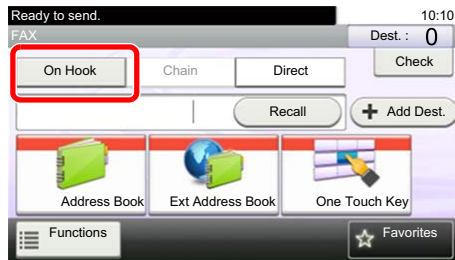 Ready to send. 10:10
FAX Dest. : 0
On Hook Chain Direct Check
Recall Add Dest.
Address Book Ext Address Book One Touch Key
Functions Favorites